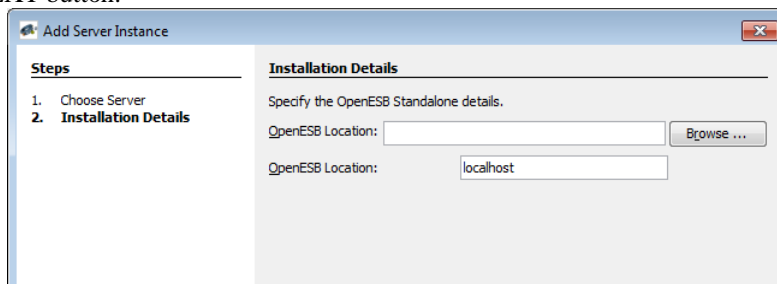 Add Server Instance
Steps
1. Choose Server
2. Installation Details
Installation Details
Specify the OpenESB Standalone details.
OpenESB Location:
Browse ...
OpenESB Location:
localhost